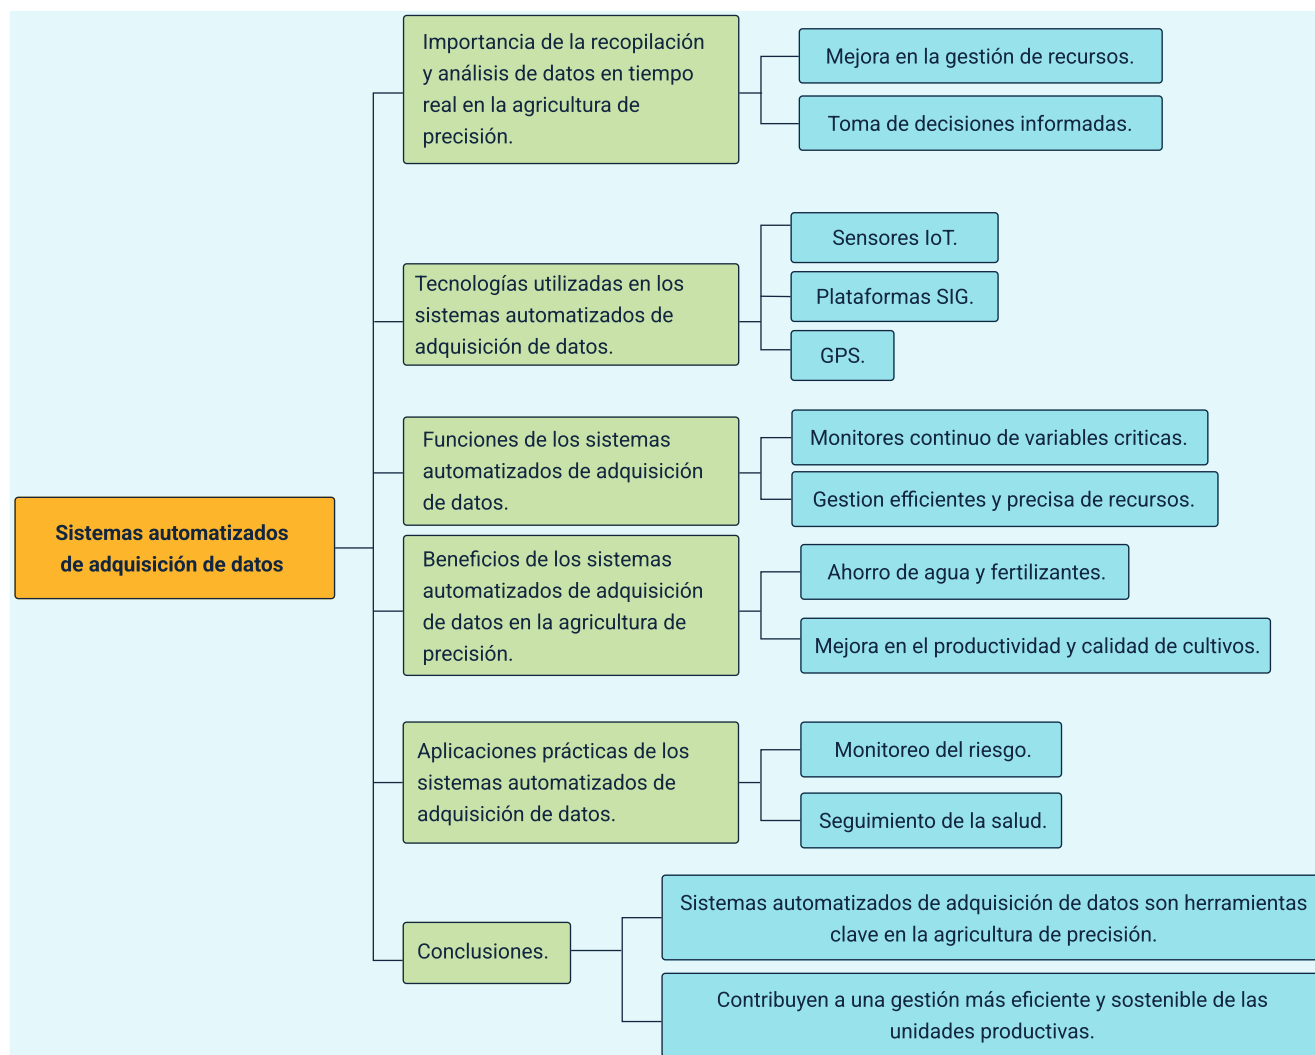 Sistemas automatizados
de adquisición de datos
Importancia de la recopilación
y análisis de datos en tiempo
real en la agricultura de
precisión.
Mejora en la gestión de recursos.
Toma de decisiones informadas.
Tecnologías utilizadas en los
sistemas automatizados de
adquisición de datos.
Sensores IoT.
Plataformas SIG.
GPS.
Funciones de los sistemas
automatizados de adquisición
de datos.
Monitores continuo de variables criticas.
Gestion efficientes y precisa de recursos.
Beneficios de los sistemas
automatizados de adquisición
de datos en la agricultura de
precisión.
Ahorro de agua y fertilizantes.
Mejora en el productividad y calidad de cultivos.
Aplicaciones prácticas de los
sistemas automatizados de
adquisición de datos.
Monitoreo del riesgo.
Seguimiento de la salud.
Conclusiones.
Sistemas automatizados de adquisición de datos son herramientas
clave en la agricultura de precisión.
Contribuyen a una gestión más eficiente y sostenible de las
unidades productivas.